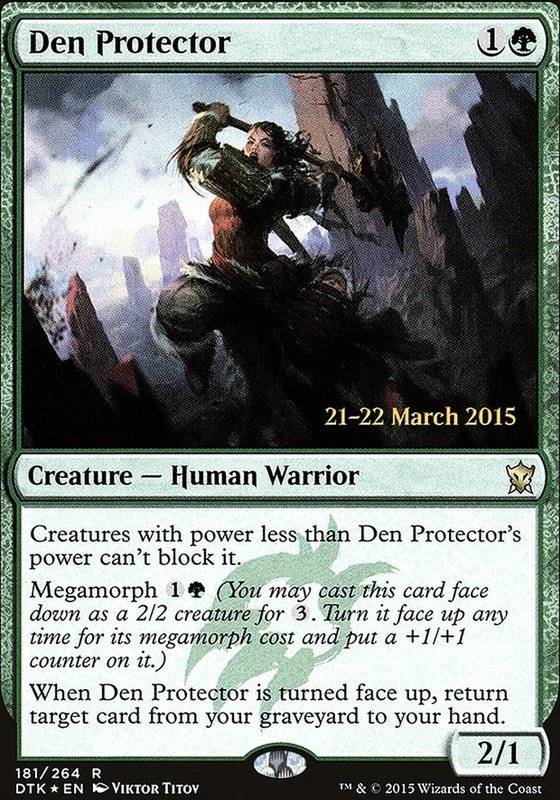 Den Protector 1
21–22 March 2015
Creature — Human Warrior
Creatures with power less than Den Protector's
power can't block it.
Megamorph 1 (You may cast this card face
down as a 2/2 creature for 3. Turn it face up any
time for its megamorph cost and put a +1/+1
counter on it.)
When Den Protector is turned face up, return
target card from your graveyard to your hand.
2/1
181/264 R
DTK ★ EN Viktor Titov
™ & © 2015 Wizards of the Coast